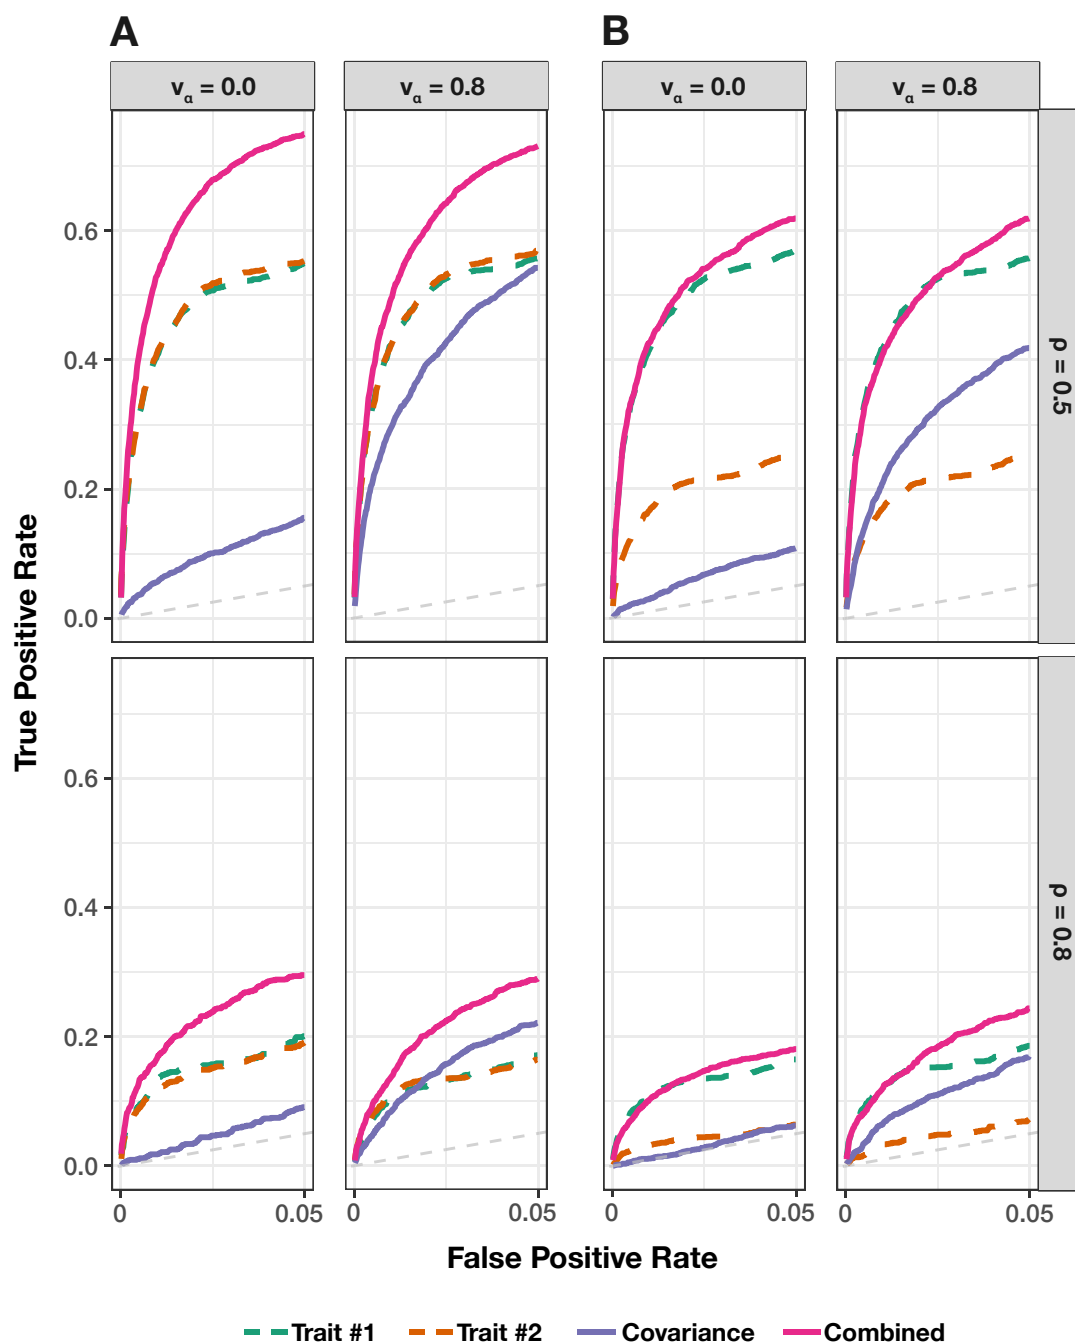 A
B
vα = 0.0
vα = 0.8
vα = 0.0
vα = 0.8
0.6
0.4
0.2
0.0
ρ = 0.5
True Positive Rate
0.6
0.4
0.2
0.0
ρ = 0.8
0
0.05
0
0.05
0
0.05
0
0.05
False Positive Rate
Trait #1
Trait #2
Covariance
Combined